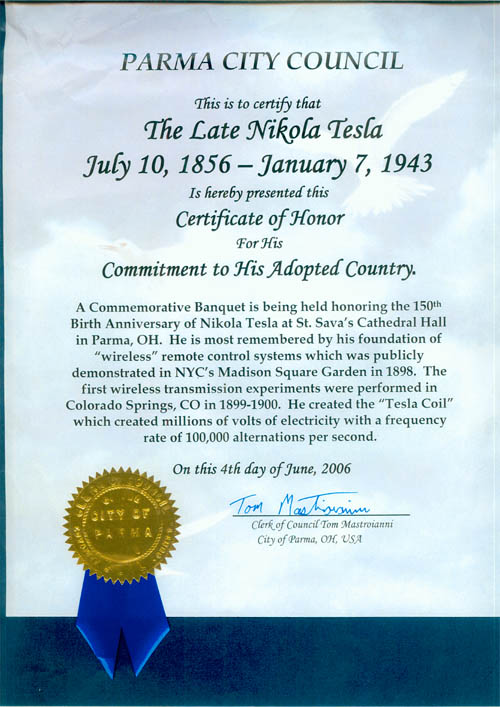 PARMA CITY COUNCIL
This is to certify that
The Late Nikola Tesla
July 10, 1856 – January 7, 1943
Is hereby presented this
Certificate of Honor
For His
Commitment to His Adopted Country.
A Commemorative Banquet is being held honoring the 150th
Birth Anniversary of Nikola Tesla at St. Sava's Cathedral Hall
in Parma, OH. He is most remembered by his foundation of
"wireless" remote control systems which was publicly
demonstrated in NYC's Madison Square Garden in 1898. The
first wireless transmission experiments were performed in
Colorado Springs, CO in 1899-1900. He created the "Tesla Coil"
which created millions of volts of electricity with a frequency
rate of 100,000 alternations per second.
On this 4th day of June, 2006
Tom Mastroianni
Clerk of Council Tom Mastroianni
City of Parma, OH, USA
CITY OF
PARMA